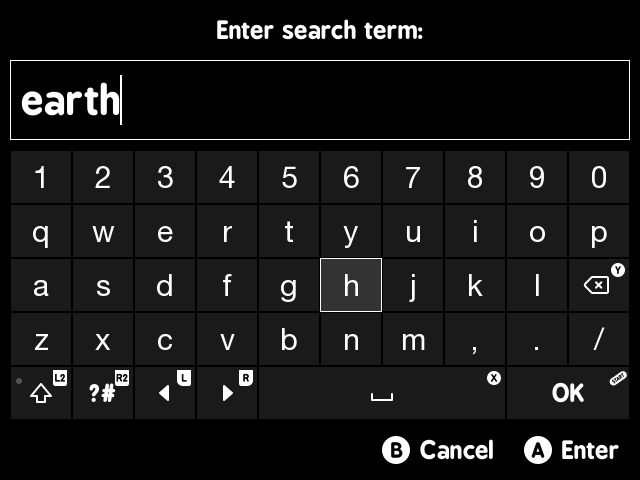 Enter search term:
earth
1 2 3 4 5 6 7 8 9 0
q w e r t y u i o p
a s d f g h j k l Y
z x c v b n m , . /
L2 ?# R2 L R X OK START
B Cancel A Enter